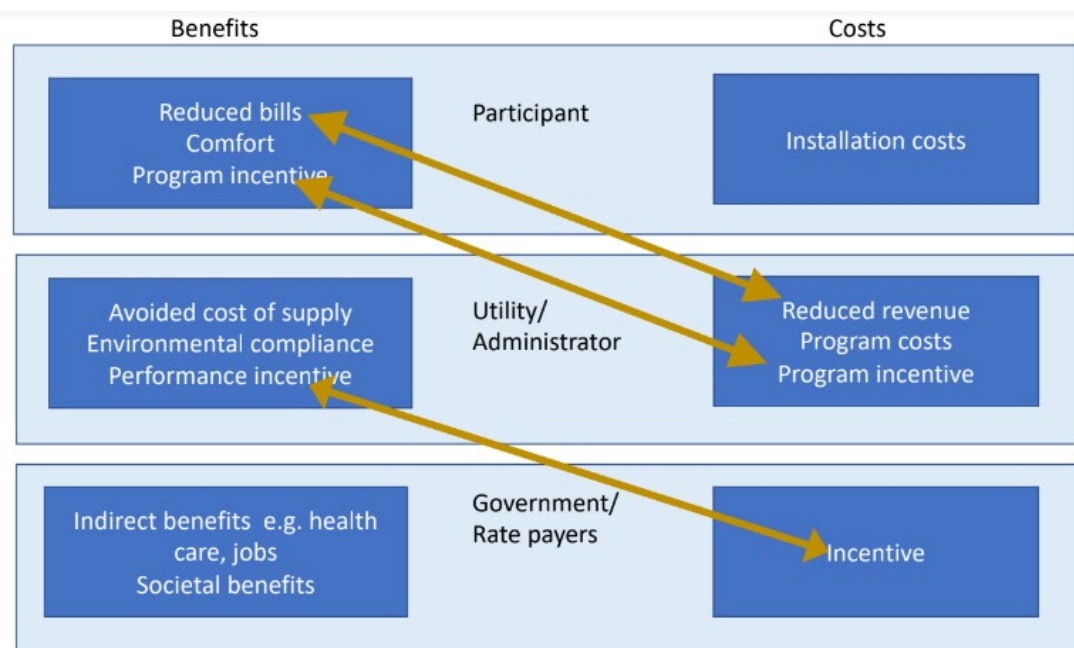 Benefits
Costs
Reduced bills
Comfort
Program incentive
Participant
Installation costs
Avoided cost of supply
Environmental compliance
Performance incentive
Utility/
Administrator
Reduced revenue
Program costs
Program incentive
Indirect benefits e.g. health
care, jobs
Societal benefits
Government/
Rate payers
Incentive